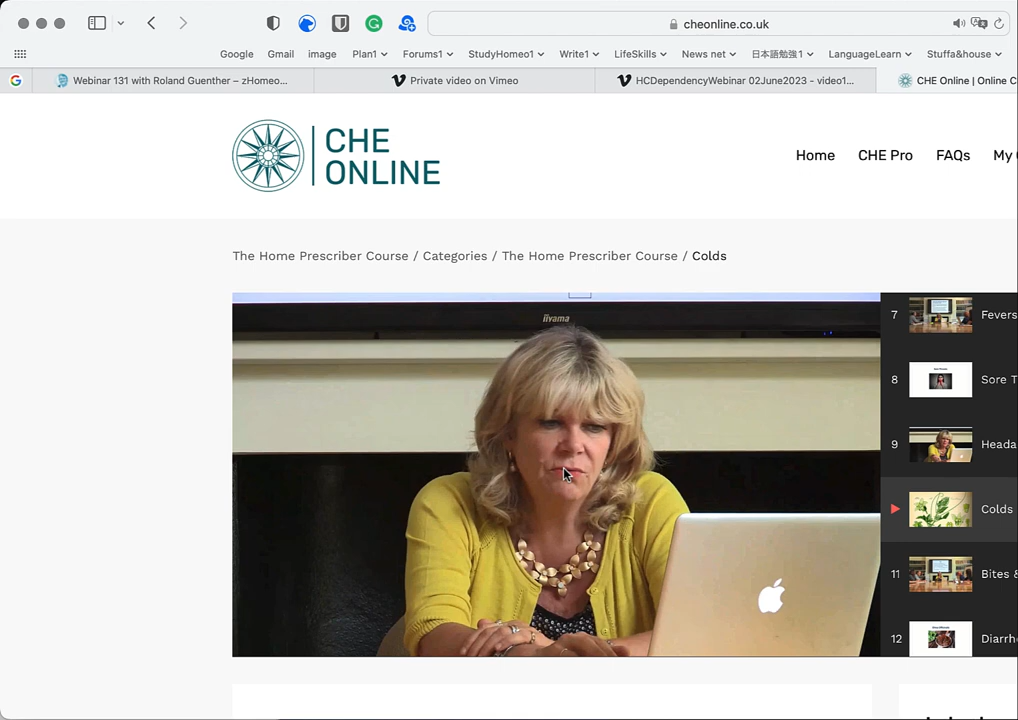 cheonline.co.uk
Google Gmail image Plan1 Forums1 StudyHomeo1 Write1 LifeSkills News net 日本語勉強1 LanguageLearn Stuffa&house
G Webinar 131 with Roland Guenther – zHomeo... Private video on Vimeo HCDependencyWebinar 02June2023 - video1... CHE Online | Online C
CHE
ONLINE
Home CHE Pro FAQs My
The Home Prescriber Course / Categories / The Home Prescriber Course / Colds
iiyama
7 Fevers
8 Sore T
9 Heada
Colds
11 Bites &
12 Diarrh